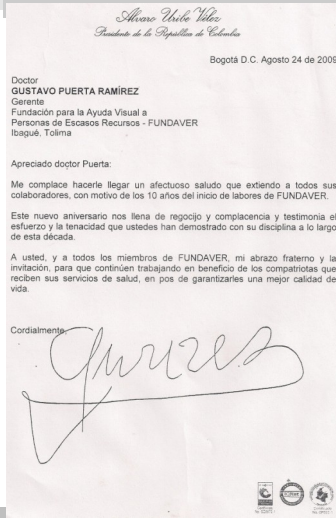 Álvaro Uribe Vélez
Presidente de la República de Colombia
Bogotá D.C. Agosto 24 de 2009
Doctor
GUSTAVO PUERTA RAMÍREZ
Gerente
Fundación para la Ayuda Visual a
Personas de Escasos Recursos - FUNDAVER
Ibagué, Tolima
Apreciado doctor Puerta:
Me complace hacerle llegar un afectuoso saludo que extiendo a todos sus
colaboradores, con motivo de los 10 años del inicio de labores de FUNDAVER.
Este nuevo aniversario nos llena de regocijo y complacencia y testimonia el
esfuerzo y la tenacidad que ustedes han demostrado con su disciplina a lo largo
de esta década.
A usted, y a todos los miembros de FUNDAVER, mi abrazo fraterno y la
invitación, para que continúen trabajando en beneficio de los compatriotas que
reciben sus servicios de salud, en pos de garantizarles una mejor calidad de
vida.
Cordialmente,